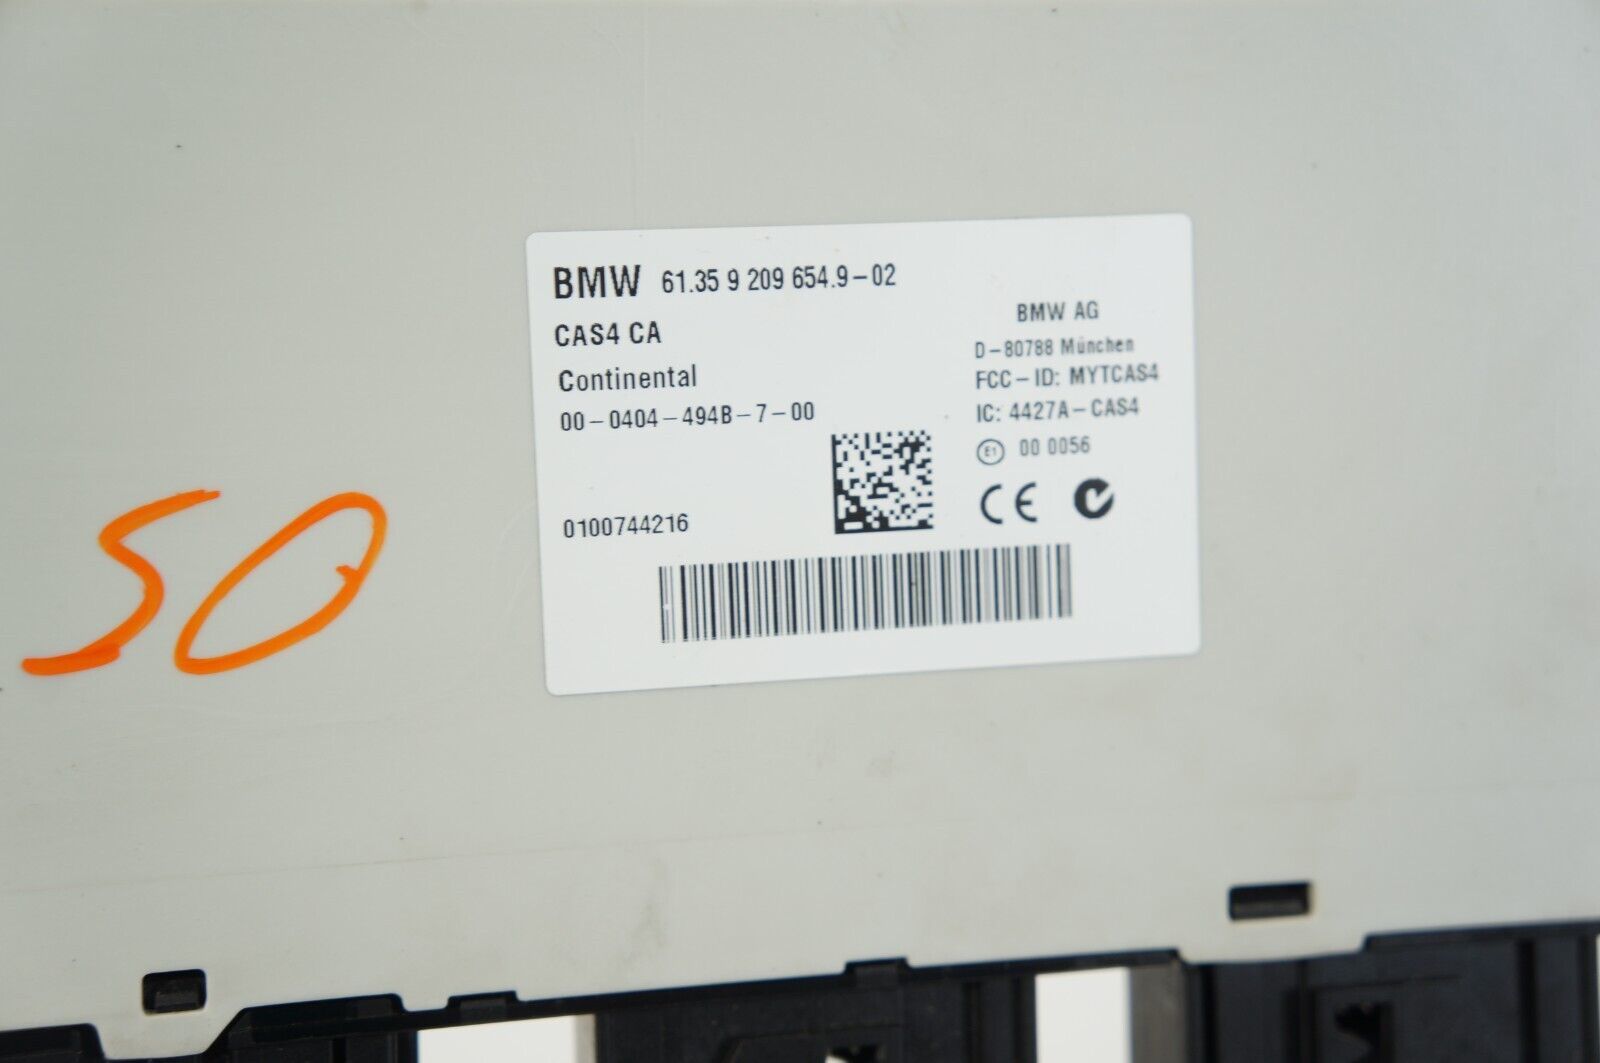 BMW 61.35 9 209 654.9-02
CAS4 CA
Continental
00-0404-494B-7-00
0100744216
BMW AG
D-80788 München
FCC-ID: MYTCAS4
IC: 4427A-CAS4
E1 00 0056
CE
50